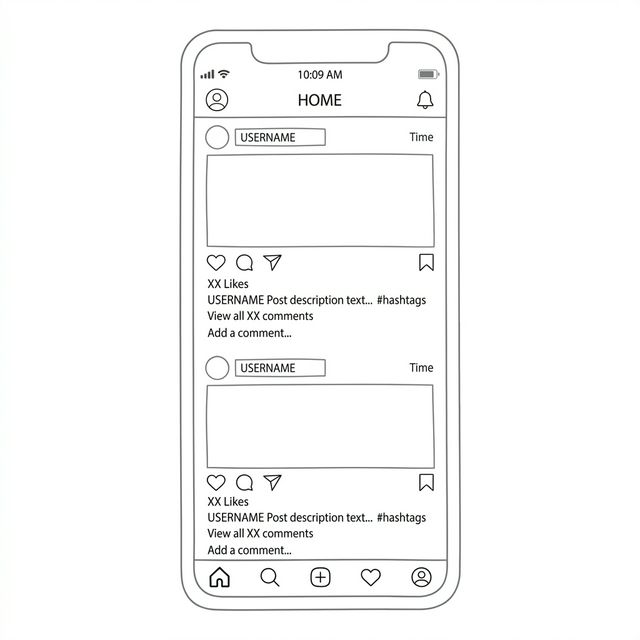 10:09 AM
HOME
USERNAME Time
XX Likes
USERNAME Post description text... #hashtags
View all XX comments
Add a comment...
USERNAME Time
XX Likes
USERNAME Post description text... #hashtags
View all XX comments
Add a comment...